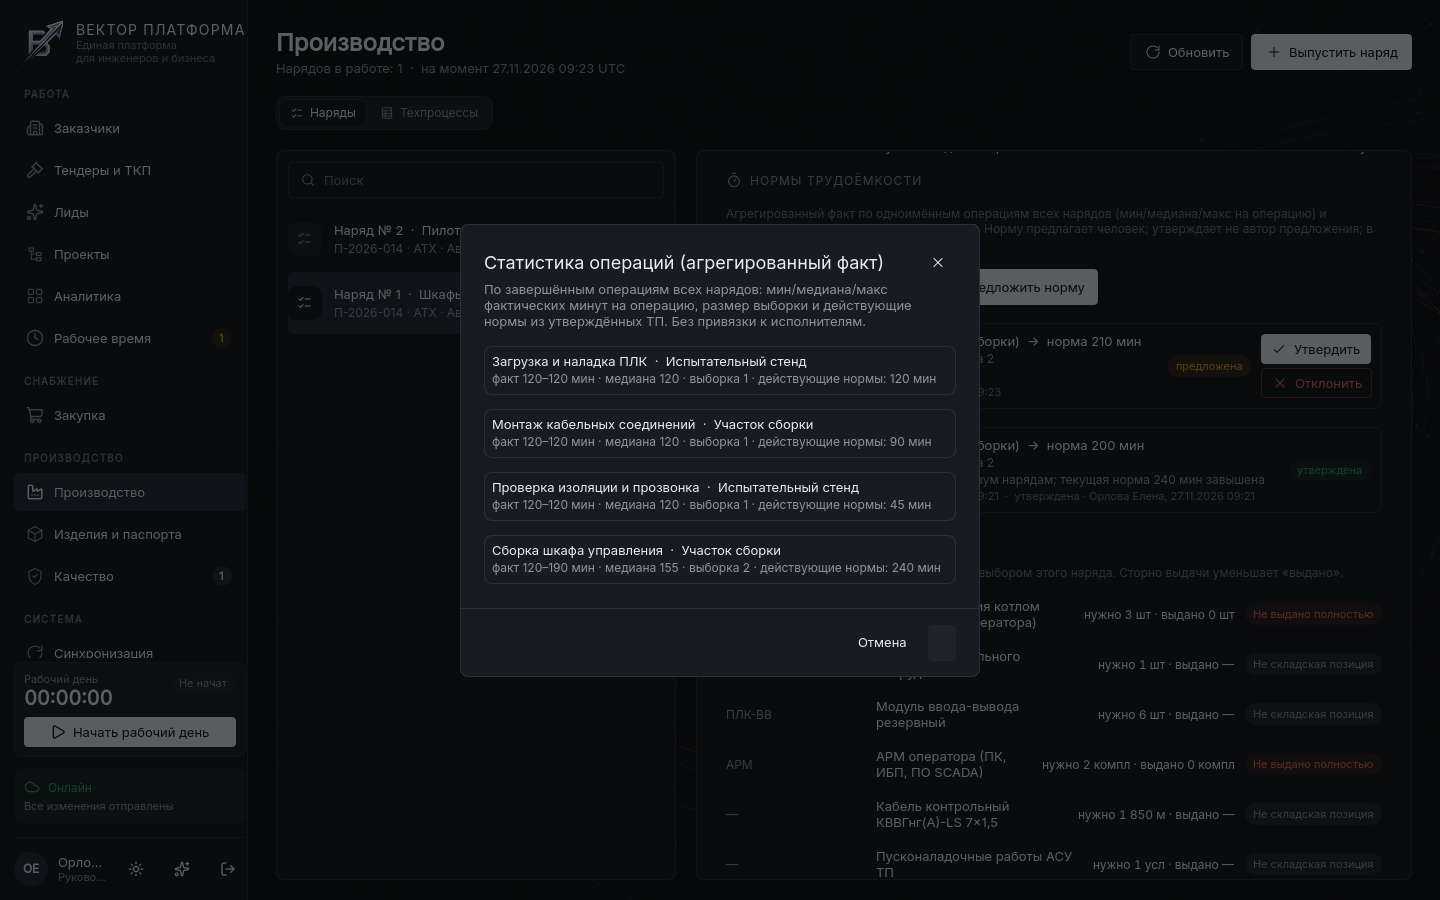 ВЕКТОР ПЛАТФОРМА
Единая платформа
для инженеров и бизнеса
РАБОТА
Заказчики
Тендеры и ТКП
Лиды
Проекты
Аналитика
Рабочее время
1
СНАБЖЕНИЕ
Закупка
ПРОИЗВОДСТВО
Производство
Изделия и паспорта
Качество
1
СИСТЕМА
Синхронизация
Рабочий день
Не начат
00:00:00
Начать рабочий день
Онлайн
Все изменения отправлены
ОЕ
Орло...
Руково...
Производство
Нарядов в работе: 1 · на момент 27.11.2026 09:23 UTC
Обновить
Выпустить наряд
Наряды
Техпроцессы
Поиск
Наряд № 2 · Пилот
П-2026-014 · АТХ · Ав
Наряд № 1 · Шкафы
П-2026-014 · АТХ · Ав
НОРМЫ ТРУДОЁМКОСТИ
Агрегированный факт по одноимённым операциям всех нарядов (мин/медиана/макс на операцию) и
Норму предлагает человек; утверждает не автор предложения; в
едложить норму
борки) → норма 210 мин
а 2
9:23
предложена
Утвердить
Отклонить
борки) → норма 200 мин
а 2
вум нарядам; текущая норма 240 мин завышена
9:21 · утверждена · Орлова Елена, 27.11.2026 09:21
утверждена
выбором этого наряда. Сторно выдачи уменьшает «выдано».
ия котлом
ератора)
нужно 3 шт · выдано 0 шт
Не выдано полностью
льного
нужно 1 шт · выдано —
Не складская позиция
ПЛК-ВВ
Модуль ввода-вывода
резервный
нужно 6 шт · выдано —
Не складская позиция
АРМ
АРМ оператора (ПК,
ИБП, ПО SCADA)
нужно 2 компл · выдано 0 компл
Не выдано полностью
—
Кабель контрольный
КВВГнг(А)-LS 7×1,5
нужно 1 850 м · выдано —
Не складская позиция
—
Пусконаладочные работы АСУ
ТП
нужно 1 усл · выдано —
Не складская позиция
Статистика операций (агрегированный факт)
По завершённым операциям всех нарядов: мин/медиана/макс
фактических минут на операцию, размер выборки и действующие
нормы из утверждённых ТП. Без привязки к исполнителям.
Загрузка и наладка ПЛК · Испытательный стенд
факт 120–120 мин · медиана 120 · выборка 1 · действующие нормы: 120 мин
Монтаж кабельных соединений · Участок сборки
факт 120–120 мин · медиана 120 · выборка 1 · действующие нормы: 90 мин
Проверка изоляции и прозвонка · Испытательный стенд
факт 120–120 мин · медиана 120 · выборка 1 · действующие нормы: 45 мин
Сборка шкафа управления · Участок сборки
факт 120–190 мин · медиана 155 · выборка 2 · действующие нормы: 240 мин
Отмена